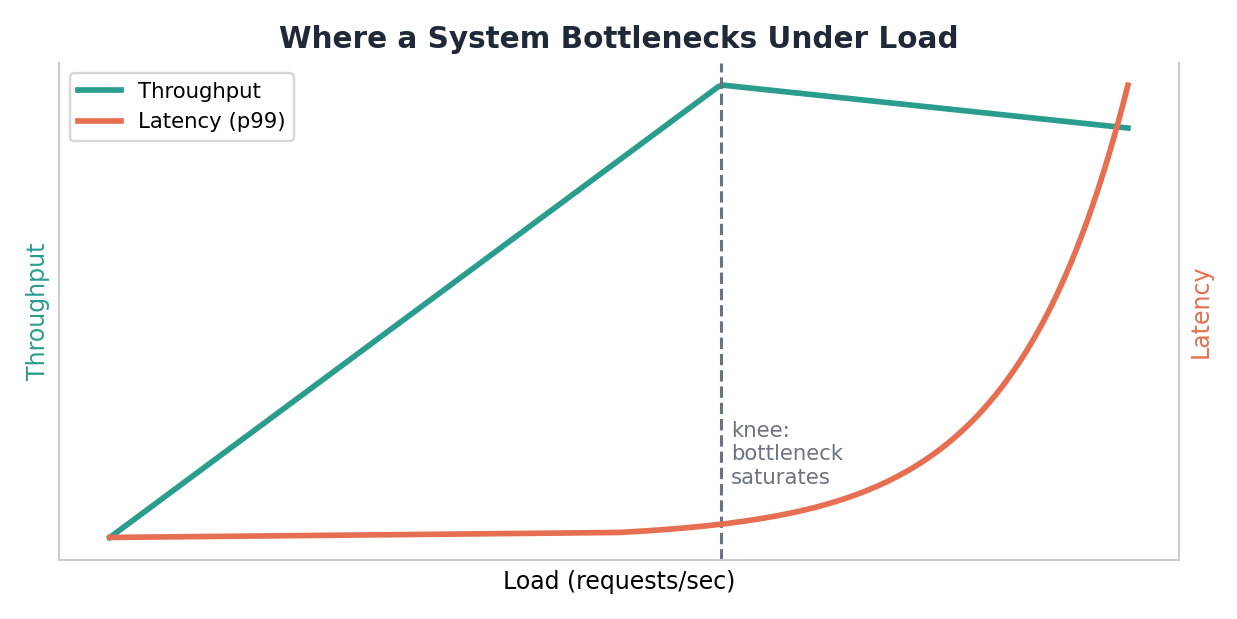 Where a System Bottlenecks Under Load
Throughput
Latency (p99)
Throughput
knee:
bottleneck
saturates
Latency
Load (requests/sec)